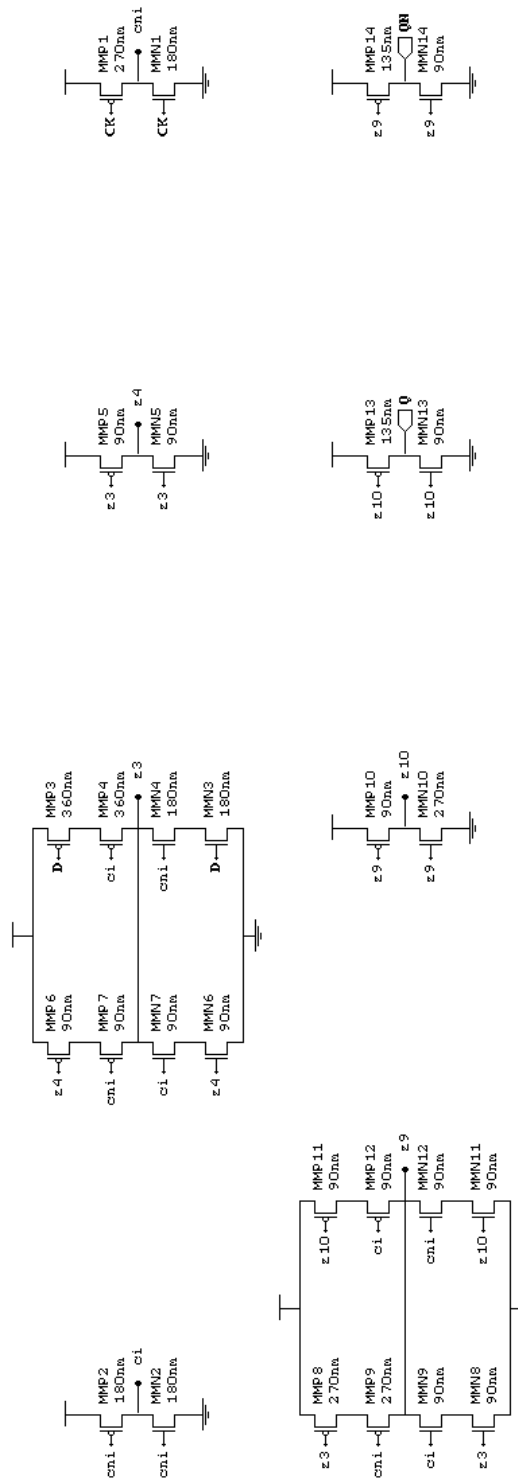 MMP1
270nm
CK
cni
MMN1
180nm
CK
MMP14
135nm
z9
QN
MMN14
90nm
z9
MMP5
90nm
z3
z4
MMN5
90nm
z3
MMP13
135nm
z10
Q
MMN13
90nm
z10
MMP6
90nm
z4
MMP3
360nm
D
MMP7
90nm
cni
MMP4
360nm
ci
z3
MMN7
90nm
ci
MMN4
180nm
cni
MMN6
90nm
z4
MMN3
180nm
D
MMP10
90nm
z9
z10
MMN10
270nm
z9
MMP2
180nm
cni
ci
MMN2
180nm
cni
MMP8
270nm
z3
MMP11
90nm
z10
MMP9
270nm
cni
MMP12
90nm
ci
z9
MMN9
90nm
ci
MMN12
90nm
cni
MMN8
90nm
z3
MMN11
90nm
z10